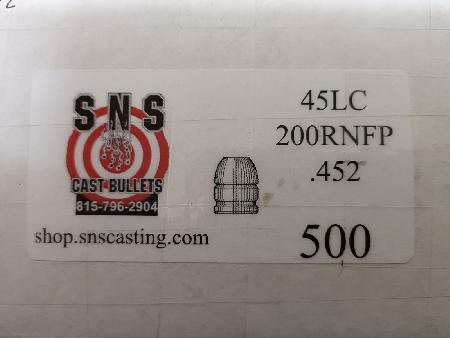 SNS
CAST BULLETS
815-796-2904
shop.snscasting.com
45LC
200RNFP
.452
500